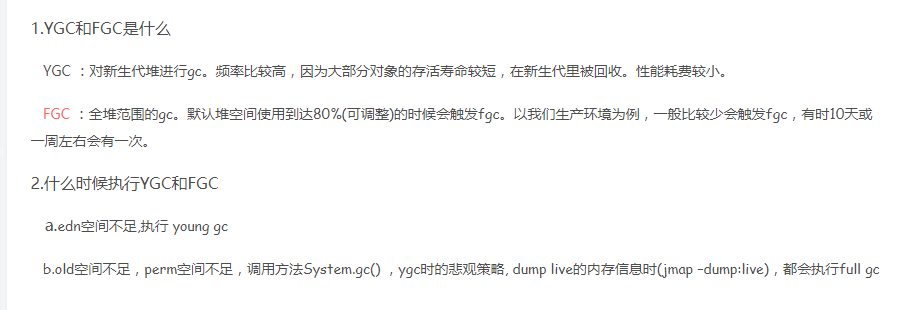 1.YGC和FGC是什么
YGC ：对新生代堆进行gc。频率比较高，因为大部分对象的存活寿命较短，在新生代里被回收。性能耗费较小。
FGC ：全堆范围的gc。默认堆空间使用到达80%(可调整)的时候会触发fgc。以我们生产环境为例，一般比较少会触发fgc，有时10天或
一周左右会有一次。
2.什么时候执行YGC和FGC
a.edn空间不足,执行 young gc
b.old空间不足，perm空间不足，调用方法System.gc() ，ygc时的悲观策略, dump live的内存信息时(jmap –dump:live)，都会执行full gc